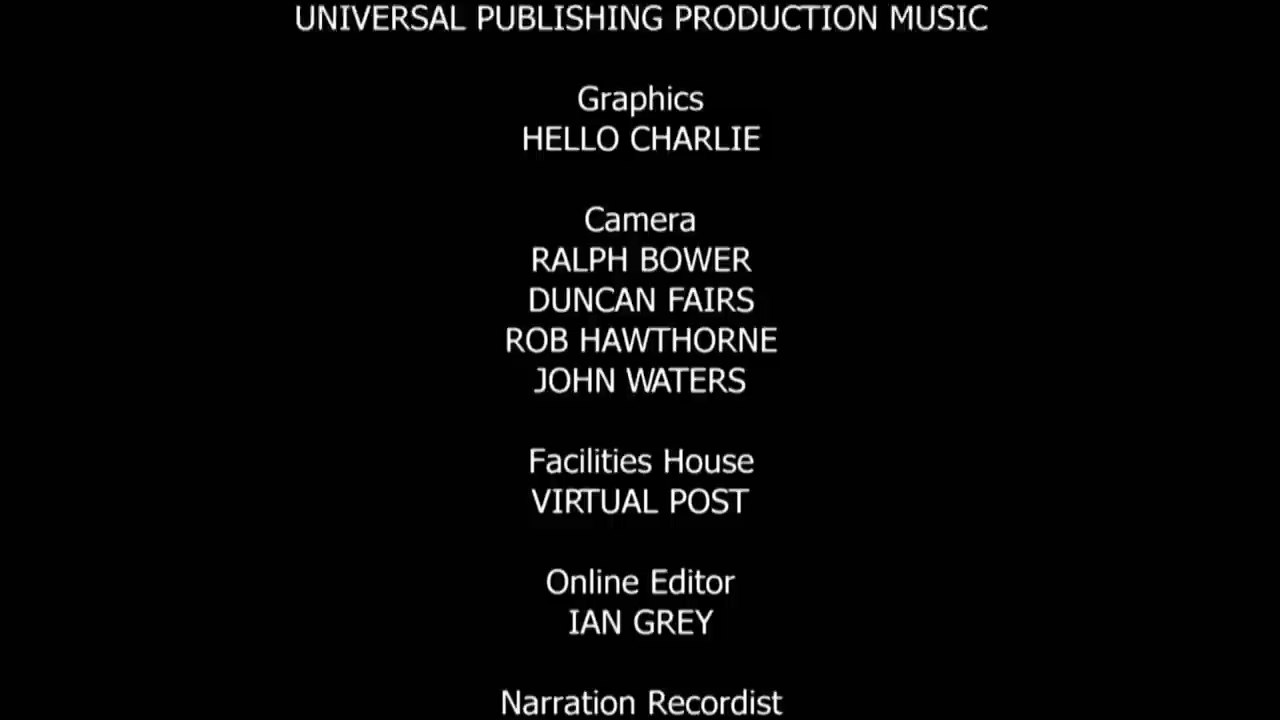 UNIVERSAL PUBLISHING PRODUCTION MUSIC
Graphics
HELLO CHARLIE
Camera
RALPH BOWER
DUNCAN FAIRS
ROB HAWTHORNE
JOHN WATERS
Facilities House
VIRTUAL POST
Online Editor
IAN GREY
Narration Recordist